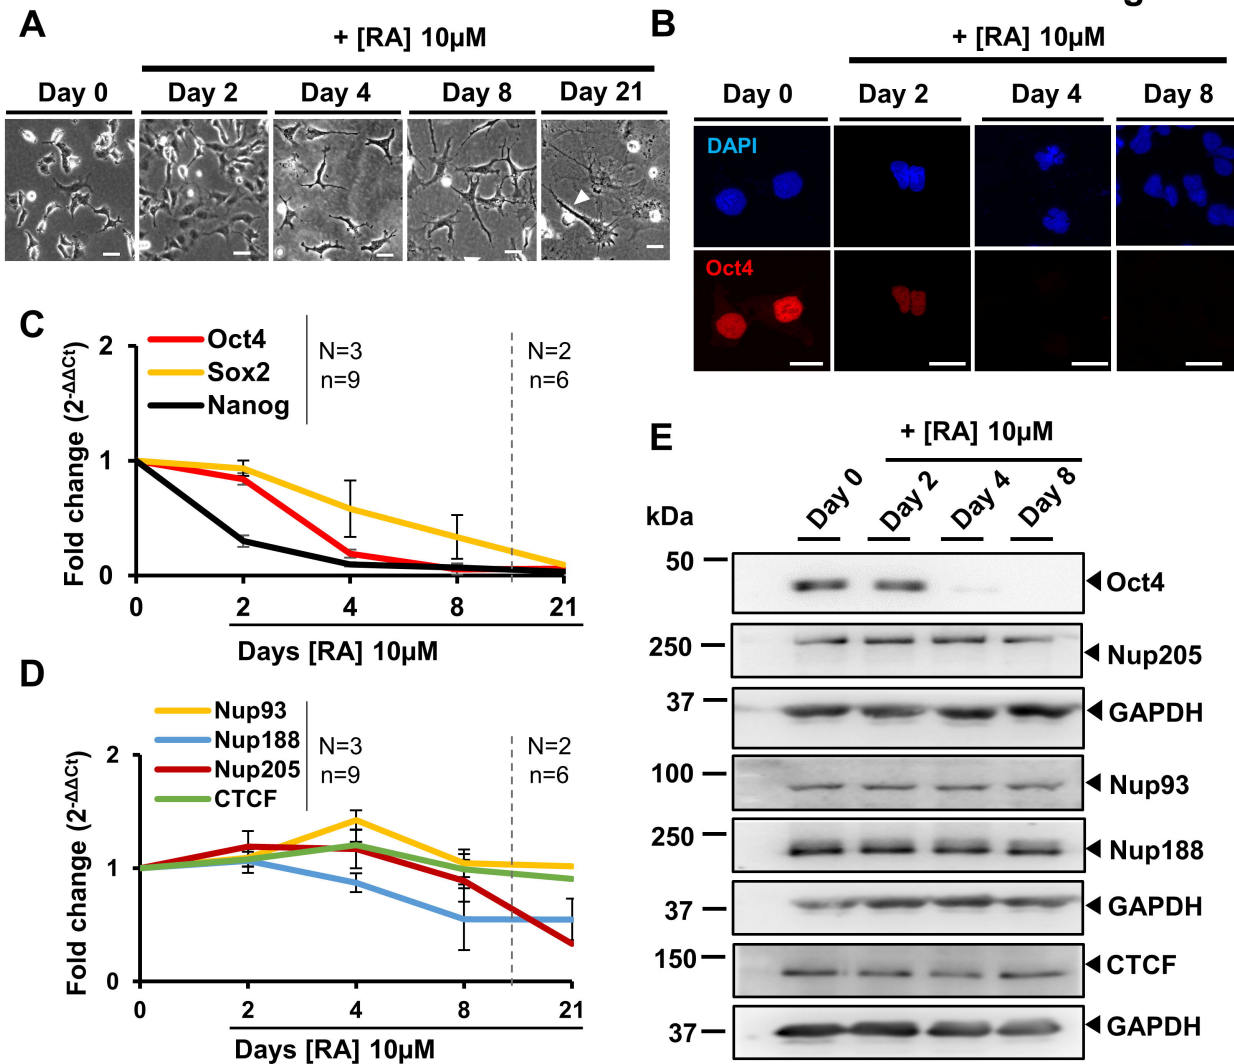 A
+ [RA] 10µM
Day 0
Day 2
Day 4
Day 8
Day 21
B
+ [RA] 10µM
Day 0
Day 2
Day 4
Day 8
DAPI
Oct4
C
Fold change (2-ΔΔCt)
2
1
0
Oct4
Sox2
Nanog
N=3
n=9
N=2
n=6
0
2
4
8
21
Days [RA] 10µM
D
Fold change (2-ΔΔCt)
2
1
0
Nup93
Nup188
Nup205
CTCF
N=3
n=9
N=2
n=6
0
2
4
8
21
Days [RA] 10µM
E
+ [RA] 10µM
Day 0
Day 2
Day 4
Day 8
kDa
50
Oct4
250
Nup205
37
GAPDH
100
Nup93
250
Nup188
37
GAPDH
150
CTCF
37
GAPDH